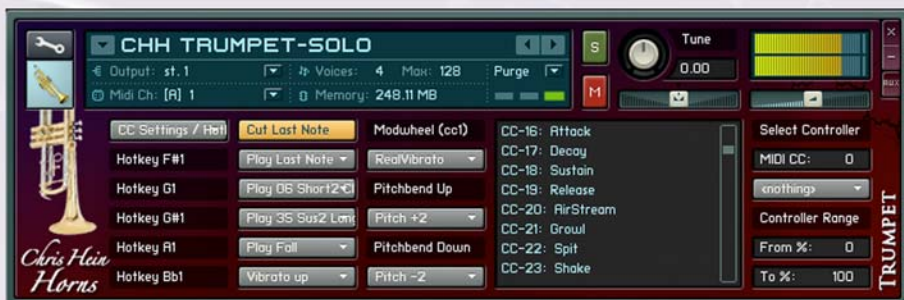 CHH TRUMPET-SOLO
S
Tune
Output: st.1
Voices: 4 Max: 128
Purge
0.00
Midi Ch: [A] 1
Memory: 248.11 MB
M
AUX
CC Settings /
Cut Last Note
Modwheel (cc1)
CC-16: Attack
CC-17: Decay
CC-18: Sustain
CC-19: Release
CC-20: AirStream
CC-21: Growl
CC-22: Spit
CC-23: Shake
Select Controller
Hotkey F#1
Play Last Note
RealVibrato
MIDI CC: 0
Hotkey G1
Play 06 Short2
Pitchbend Up
<nothing>
Hotkey G#1
Play 35 Sus2
Pitch +2
Controller Range
Hotkey A1
Play Fall
Pitchbend Down
From %: 0
Hotkey Bb1
Vibrato up
Pitch -2
To %: 100
Chris Hein
Horns
TRUMPET